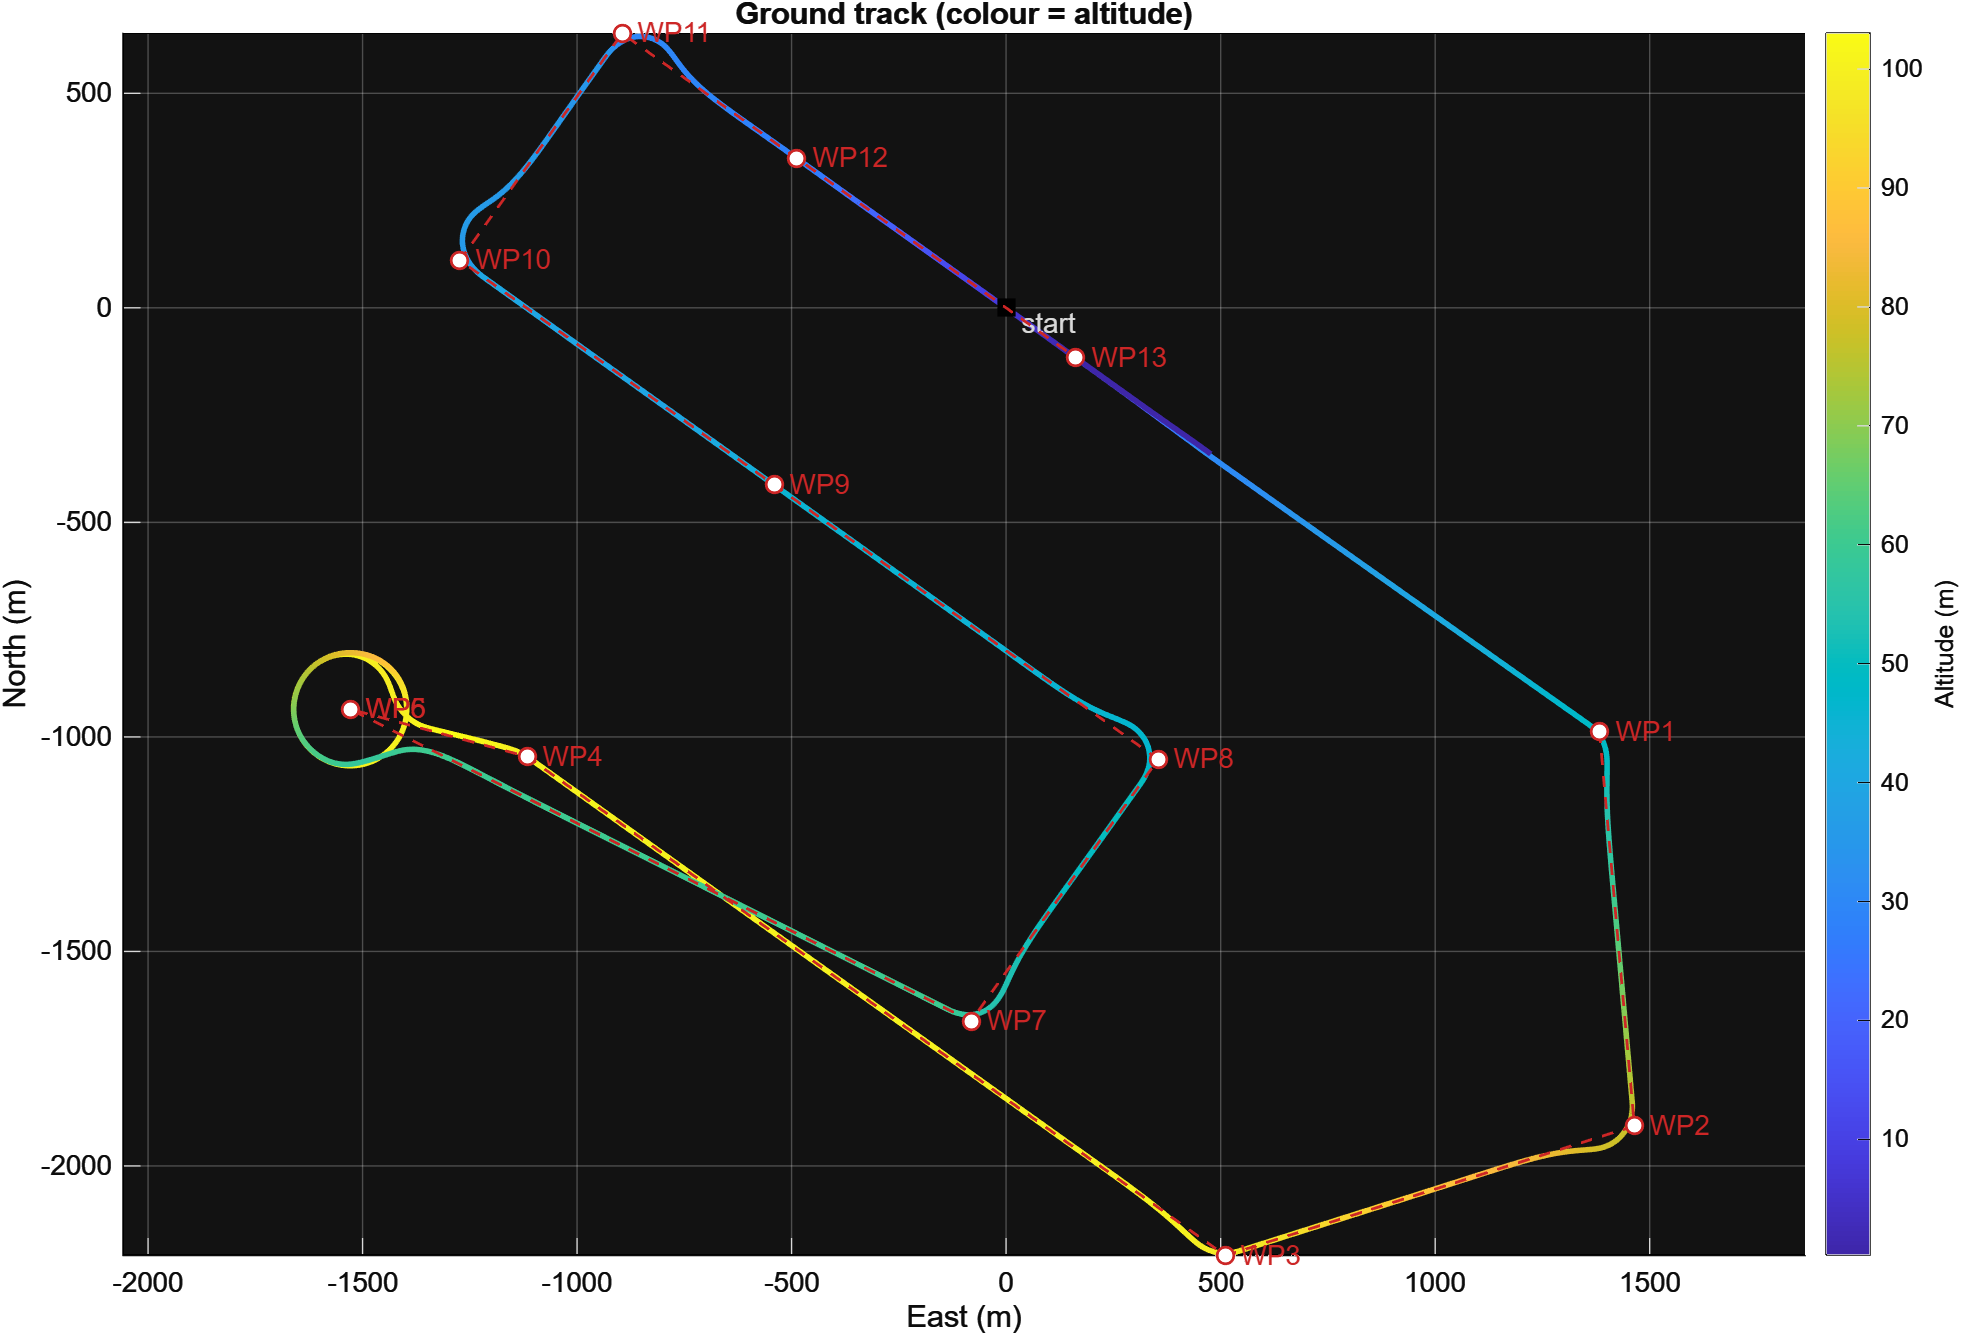 Ground track (colour = altitude)
WP11
500
WP12
WP10
0
start
WP13
WP9
-500
WP6
-1000
WP4
WP8
WP1
-1500
WP7
WP2
-2000
WP3
-2000
-1500
-1000
-500
0
500
1000
1500
East (m)
North (m)
100
90
80
70
60
50
40
30
20
10
Altitude (m)